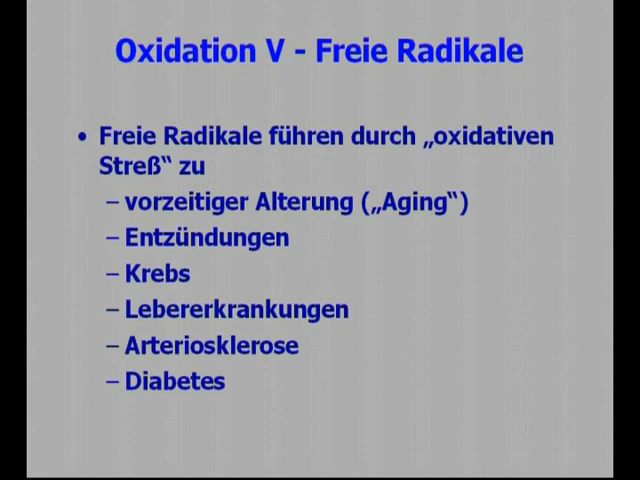 Oxidation V - Freie Radikale
• Freie Radikale führen durch „oxidativen
Streß“ zu
– vorzeitiger Alterung („Aging“)
– Entzündungen
– Krebs
– Lebererkrankungen
– Arteriosklerose
– Diabetes